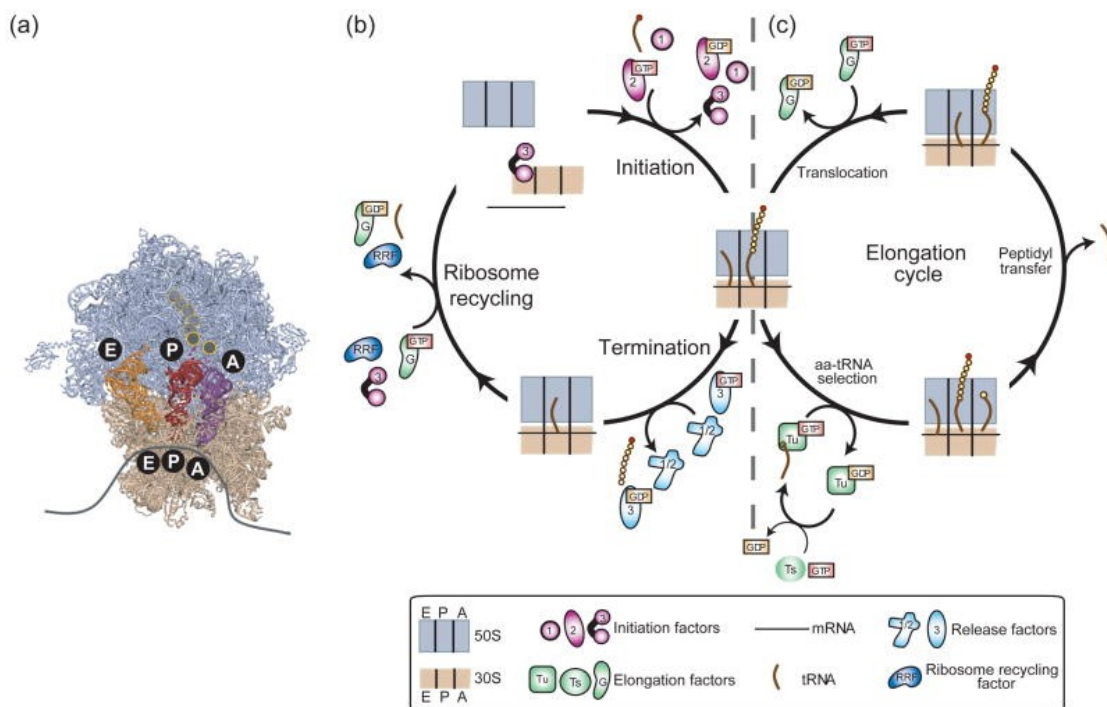 (a)
(b)
(c)
E
P
A
E
P
A
1
GTP
2
GDP
2
1
3
Initiation
3
GDP
G
RRF
Ribosome
recycling
RRF
GTP
G
3
Termination
GTP
3
1/2
1/2
GDP
3
GTP
G
GDP
G
Translocation
Elongation
cycle
Peptidyl
transfer
aa-tRNA
selection
Tu
GTP
Tu
GDP
GDP
Ts
GTP
E P A
50S
30S
E P A
1
2
3
Initiation factors
Tu
Ts
G
Elongation factors
mRNA
tRNA
1/2
3
Release factors
RRF
Ribosome recycling
factor